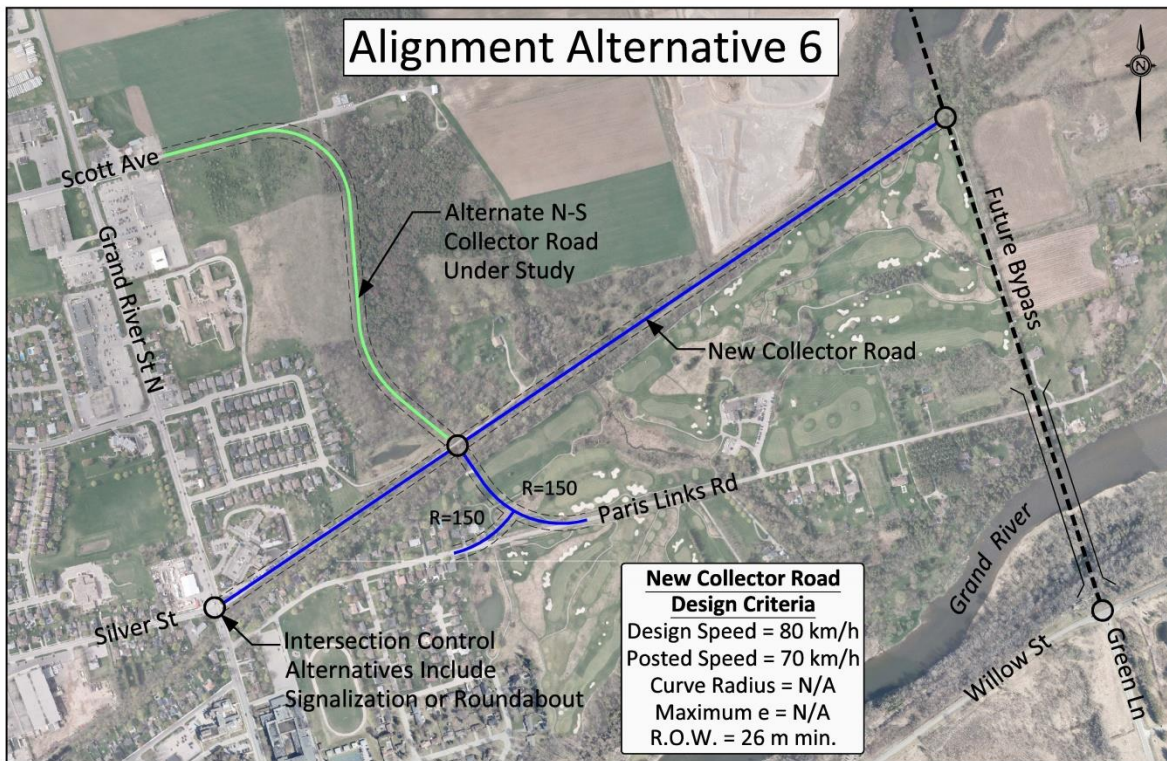 Alignment Alternative 6
N
Scott Ave
Grand River St N
Alternate N-S
Collector Road
Under Study
Future Bypass
New Collector Road
R=150
R=150
Paris Links Rd
Grand River
Silver St
Intersection Control
Alternatives Include
Signalization or Roundabout
New Collector Road
Design Criteria
Design Speed = 80 km/h
Posted Speed = 70 km/h
Curve Radius = N/A
Maximum e = N/A
R.O.W. = 26 m min.
Willow St
Green Ln